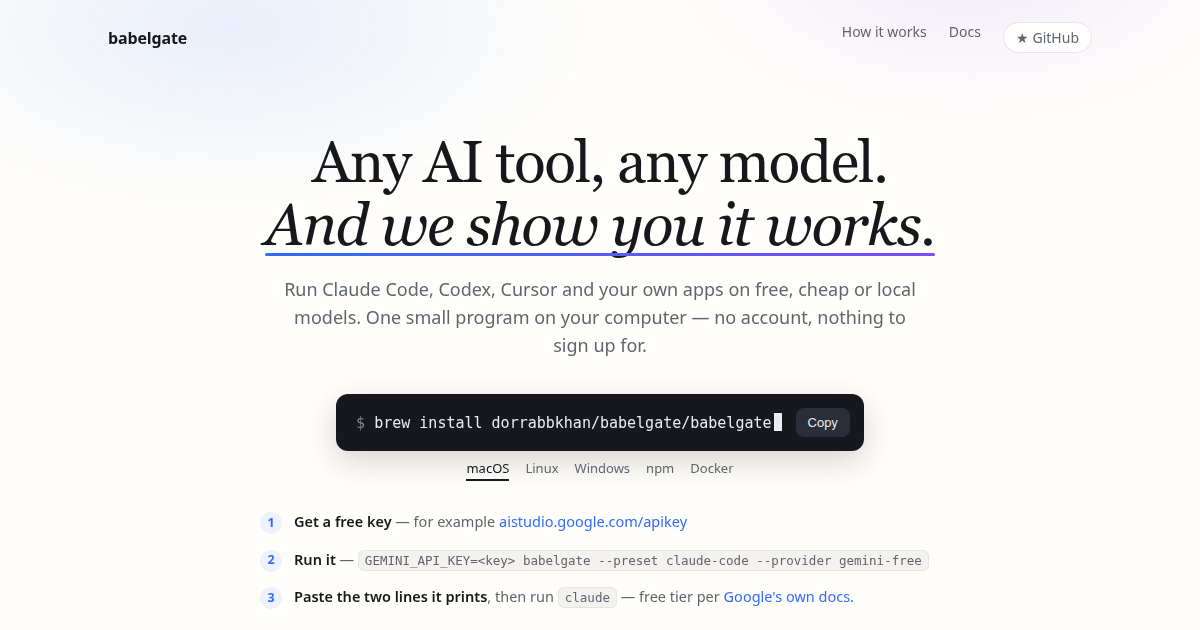 babelgate
How it works
Docs
★ GitHub
Any AI tool, any model.
And we show you it works.
Run Claude Code, Codex, Cursor and your own apps on free, cheap or local
models. One small program on your computer — no account, nothing to
sign up for.
$ brew install dorrabbkhan/babelgate/babelgate
Copy
macOS
Linux
Windows
npm
Docker
1 Get a free key — for example aistudio.google.com/apikey
2 Run it — GEMINI_API_KEY=<key> babelgate --preset claude-code --provider gemini-free
3 Paste the two lines it prints, then run claude — free tier per Google's own docs.